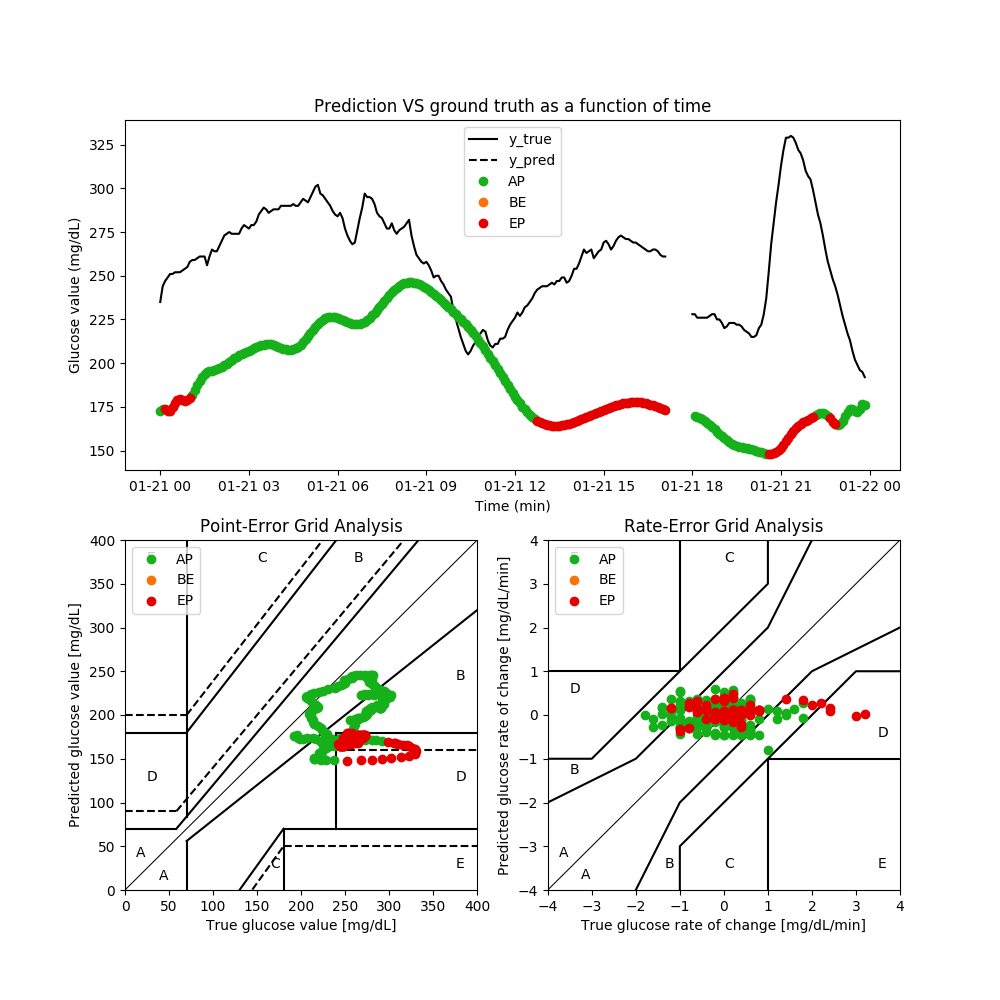 Prediction VS ground truth as a function of time
Glucose value (mg/dL)
325
300
275
250
225
200
175
150
y_true
y_pred
AP
BE
EP
01-21 00 01-21 03 01-21 06 01-21 09 01-21 12 01-21 15 01-21 18 01-21 21 01-22 00
Time (min)
Point-Error Grid Analysis
Predicted glucose value [mg/dl]
400
350
300
250
200
150
100
50
0
AP
BE
EP
C B
B
D D
A
A
C E
0 50 100 150 200 250 300 350 400
True glucose value [mg/dL]
Rate-Error Grid Analysis
Predicted glucose rate of change [mg/dL/min]
4
3
2
1
0
−1
−2
−3
−4
AP
BE
EP
C
D
D
B
A
A
B C E
−4 −3 −2 −1 0 1 2 3 4
True glucose rate of change [mg/dL/min]